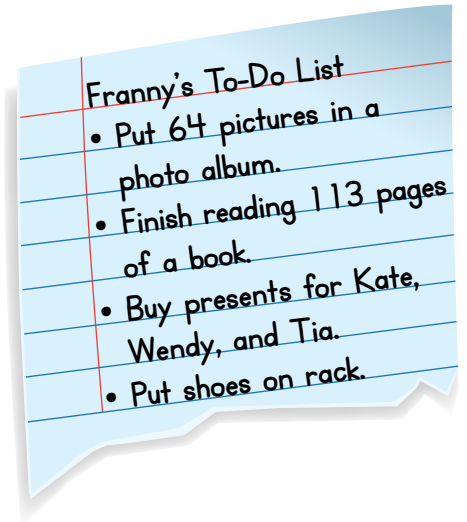 Franny's To-Do List
• Put 64 pictures in a
photo album.
• Finish reading 113 pages
of a book.
• Buy presents for Kate,
Wendy, and Tia.
• Put shoes on rack.